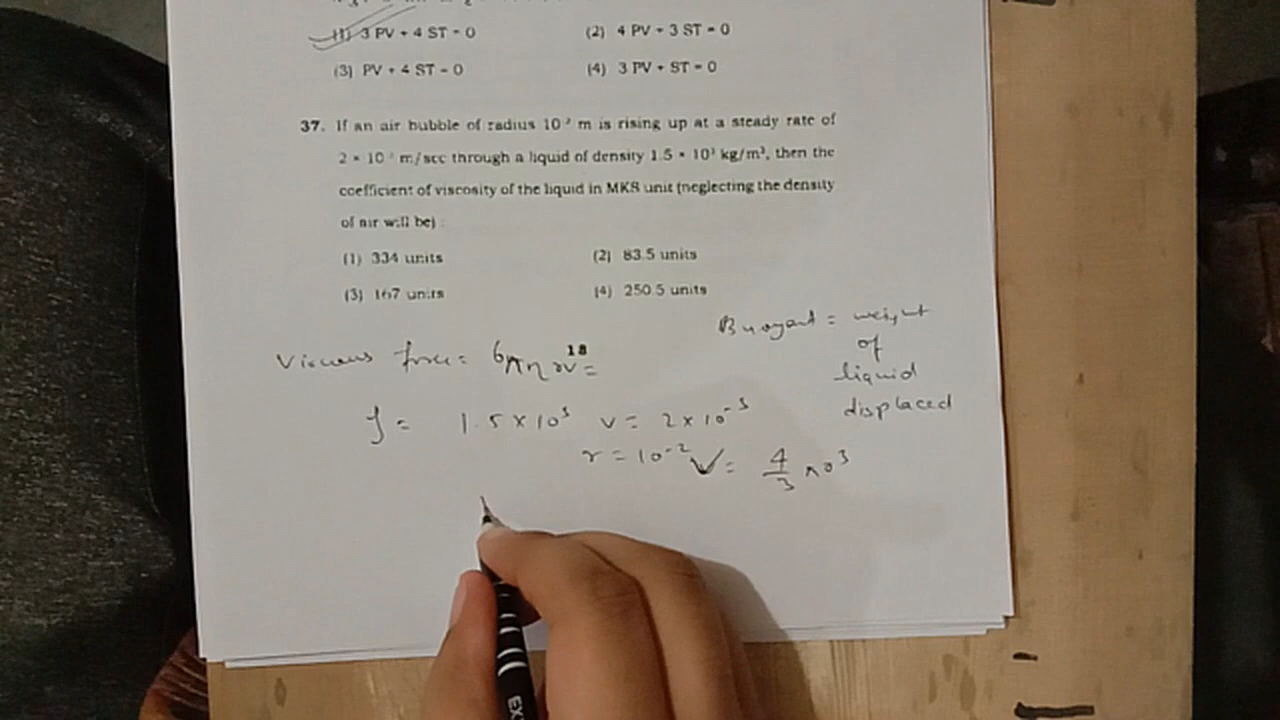 (1) 3 PV + 4 ST = 0 (2) 4 PV + 3 ST = 0
(3) PV + 4 ST = 0 (4) 3 PV + ST = 0
37. If an air bubble of radius 10⁻² m is rising up at a steady rate of
2 × 10⁻³ m/sec through a liquid of density 1.5 × 10³ kg/m³, then the
coefficient of viscosity of the liquid in MKS unit (neglecting the density
of air will be) :
(1) 334 units (2) 83.5 units
(3) 167 units (4) 250.5 units
Buoyant = weight
of
liquid
displaced
Viscous force = 6πηrv =
18
ρ = 1.5 × 10³ v = 2 × 10⁻³
r = 10⁻² V = 4/3 πr³
EX